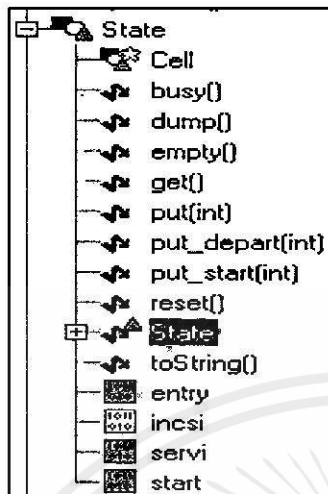 State
Cell
busy()
dump()
empty()
get()
put(int)
put_depart(int)
put_start(int)
reset()
State
toString()
entry
incsi
servi
start